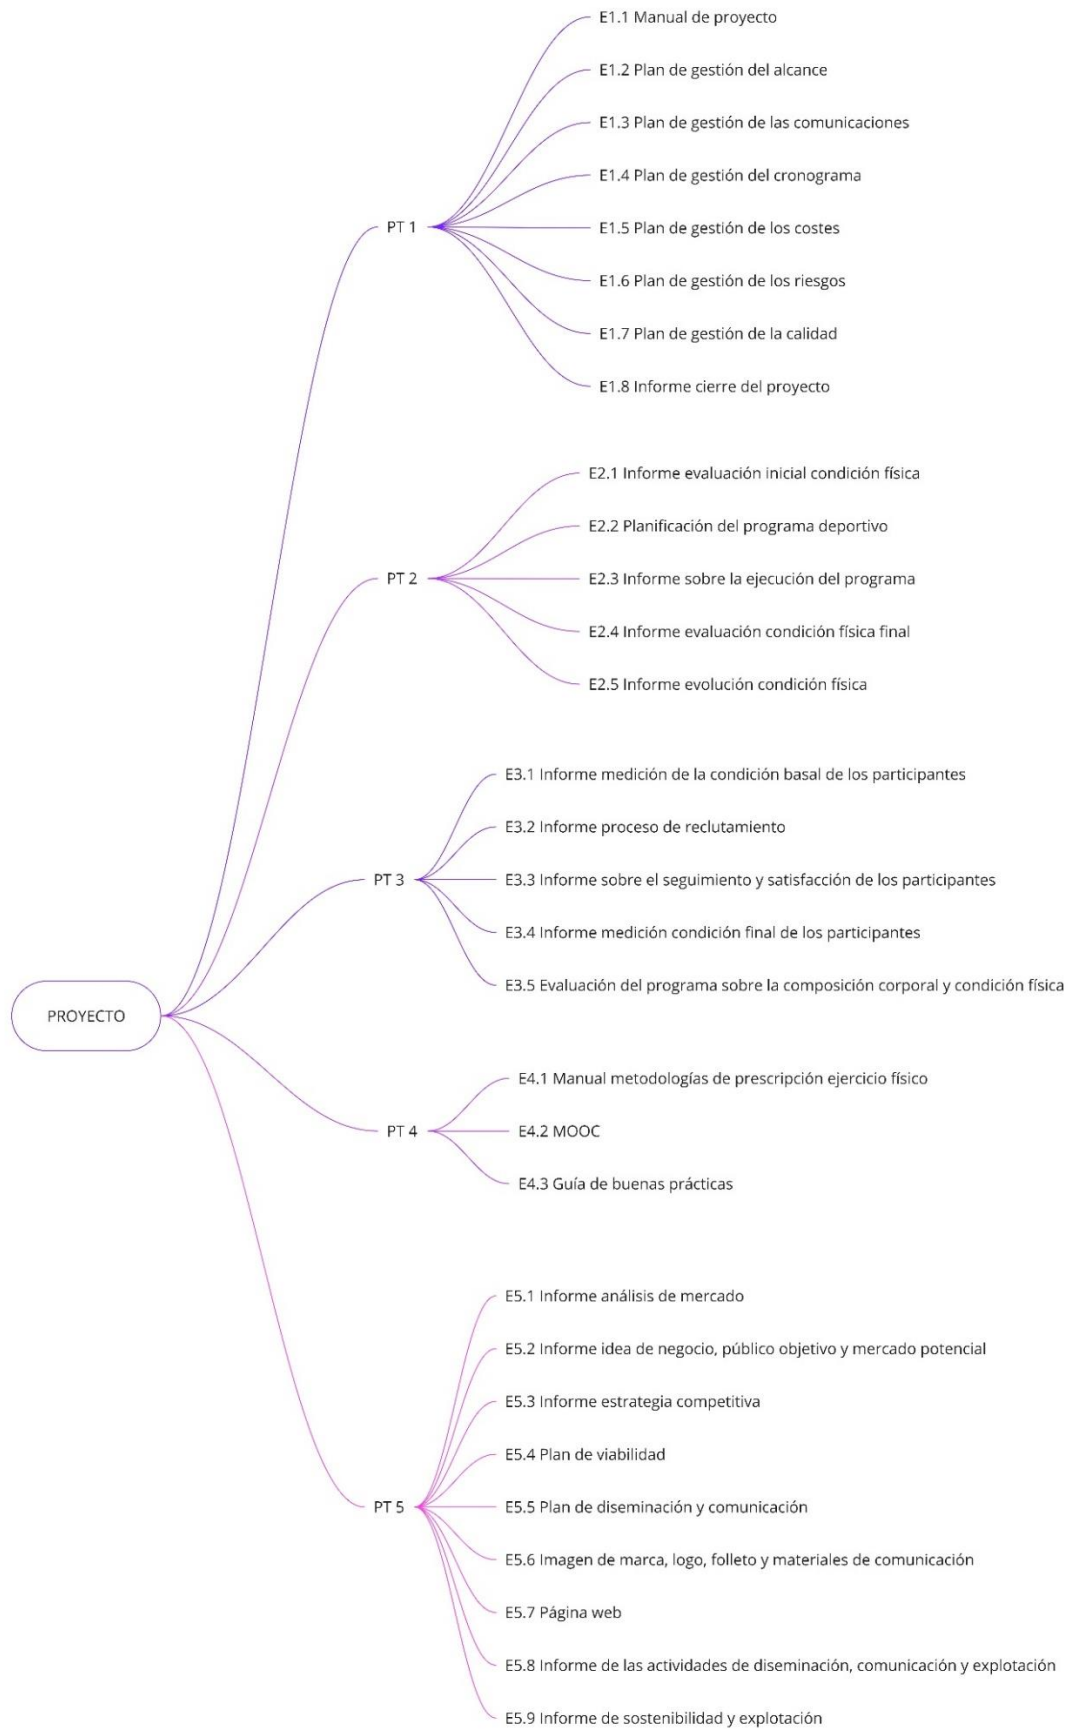 PROYECTO
PT 1
E1.1 Manual de proyecto
E1.2 Plan de gestión del alcance
E1.3 Plan de gestión de las comunicaciones
E1.4 Plan de gestión del cronograma
E1.5 Plan de gestión de los costes
E1.6 Plan de gestión de los riesgos
E1.7 Plan de gestión de la calidad
E1.8 Informe cierre del proyecto
PT 2
E2.1 Informe evaluación inicial condición física
E2.2 Planificación del programa deportivo
E2.3 Informe sobre la ejecución del programa
E2.4 Informe evaluación condición física final
E2.5 Informe evolución condición física
PT 3
E3.1 Informe medición de la condición basal de los participantes
E3.2 Informe proceso de reclutamiento
E3.3 Informe sobre el seguimiento y satisfacción de los participantes
E3.4 Informe medición condición final de los participantes
E3.5 Evaluación del programa sobre la composición corporal y condición física
PT 4
E4.1 Manual metodologías de prescripción ejercicio físico
E4.2 MOOC
E4.3 Guía de buenas prácticas
PT 5
E5.1 Informe análisis de mercado
E5.2 Informe idea de negocio, público objetivo y mercado potencial
E5.3 Informe estrategia competitiva
E5.4 Plan de viabilidad
E5.5 Plan de diseminación y comunicación
E5.6 Imagen de marca, logo, folleto y materiales de comunicación
E5.7 Página web
E5.8 Informe de las actividades de diseminación, comunicación y explotación
E5.9 Informe de sostenibilidad y explotación